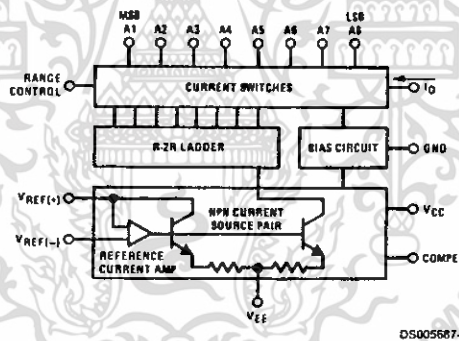 MSB LSB
A1 A2 A3 A4 A5 A6 A7 A8
RANGE
CONTROL
CURRENT SWITCHES
IO
R-2R LADDER
BIAS CIRCUIT
GND
VREF(+)
NPN CURRENT
SOURCE PAIR
VCC
VREF(−)
REFERENCE
CURRENT AMP
COMPE
VEE
DS005687-